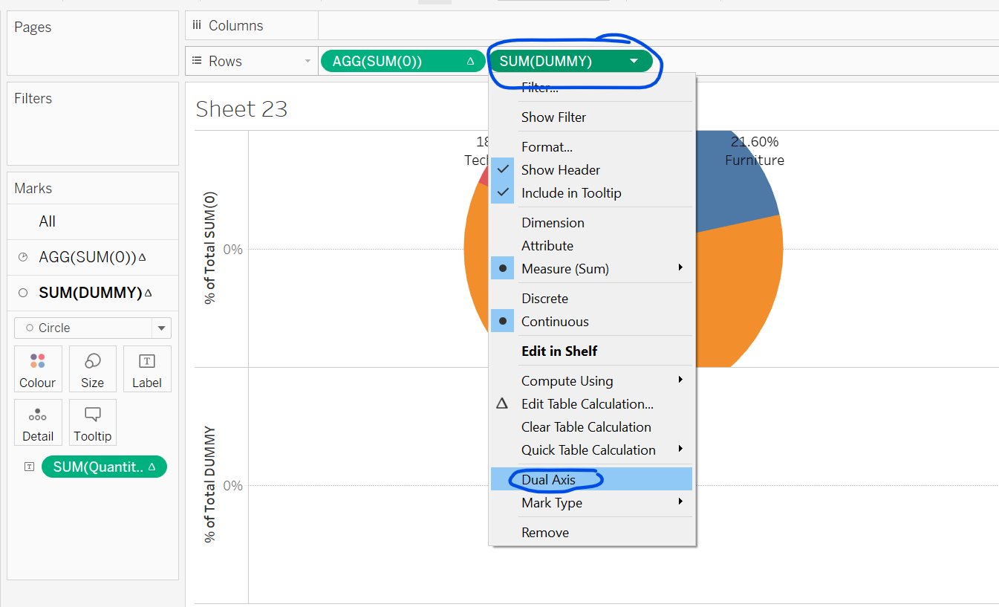 Pages
Columns
Rows
AGG(SUM(0))
SUM(DUMMY)
Filters
Sheet 23
Marks
All
AGG(SUM(0))
SUM(DUMMY)
Circle
Colour
Size
Label
Detail
Tooltip
SUM(Quantit..
% of Total SUM(0)
0%
% of Total DUMMY
0%
18
Tec
21.60%
Furniture
Filter...
Show Filter
Format...
Show Header
Include in Tooltip
Dimension
Attribute
Measure (Sum)
Discrete
Continuous
Edit in Shelf
Compute Using
Edit Table Calculation...
Clear Table Calculation
Quick Table Calculation
Dual Axis
Mark Type
Remove